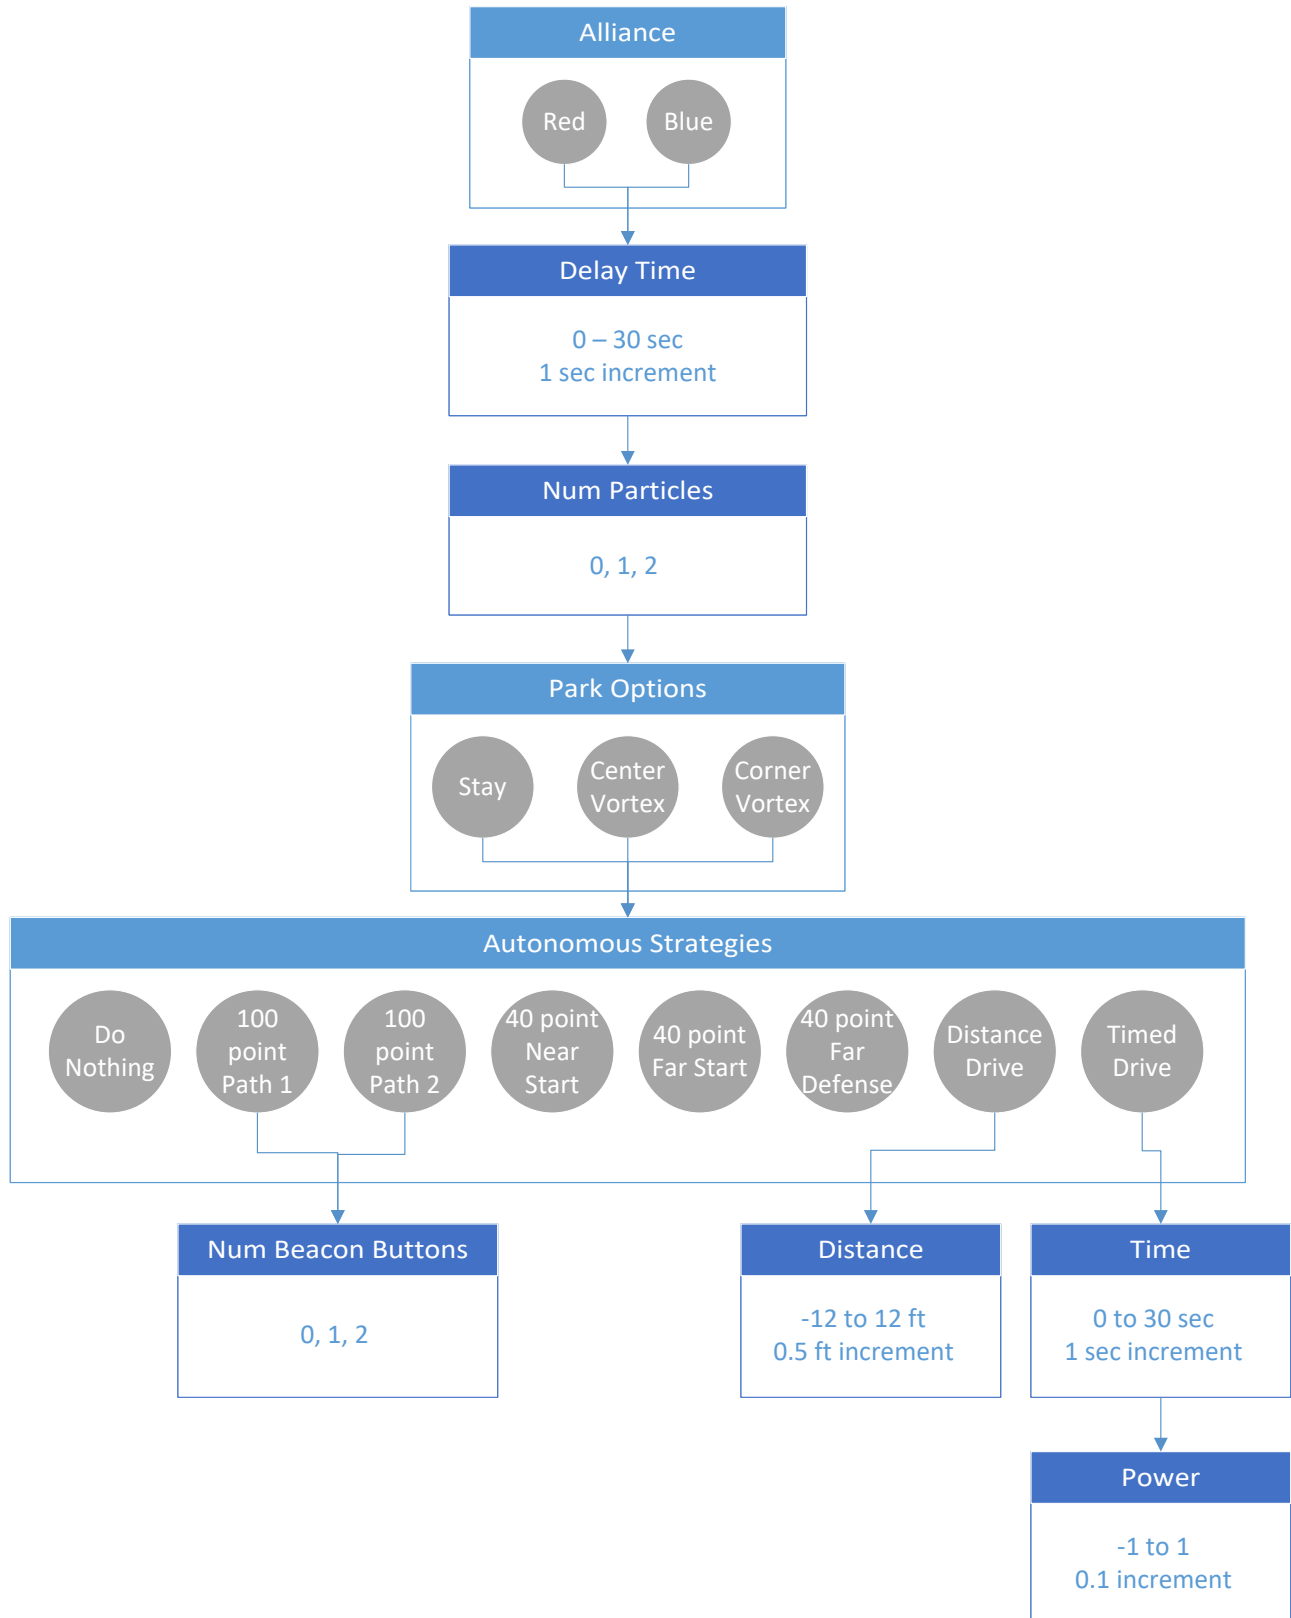 Alliance
Red
Blue
Delay Time
0 – 30 sec
1 sec increment
Num Particles
0, 1, 2
Park Options
Stay
Center
Vortex
Corner
Vortex
Autonomous Strategies
Do
Nothing
100
point
Path 1
100
point
Path 2
40 point
Near
Start
40 point
Far Start
40 point
Far
Defense
Distance
Drive
Timed
Drive
Num Beacon Buttons
0, 1, 2
Distance
-12 to 12 ft
0.5 ft increment
Time
0 to 30 sec
1 sec increment
Power
-1 to 1
0.1 increment